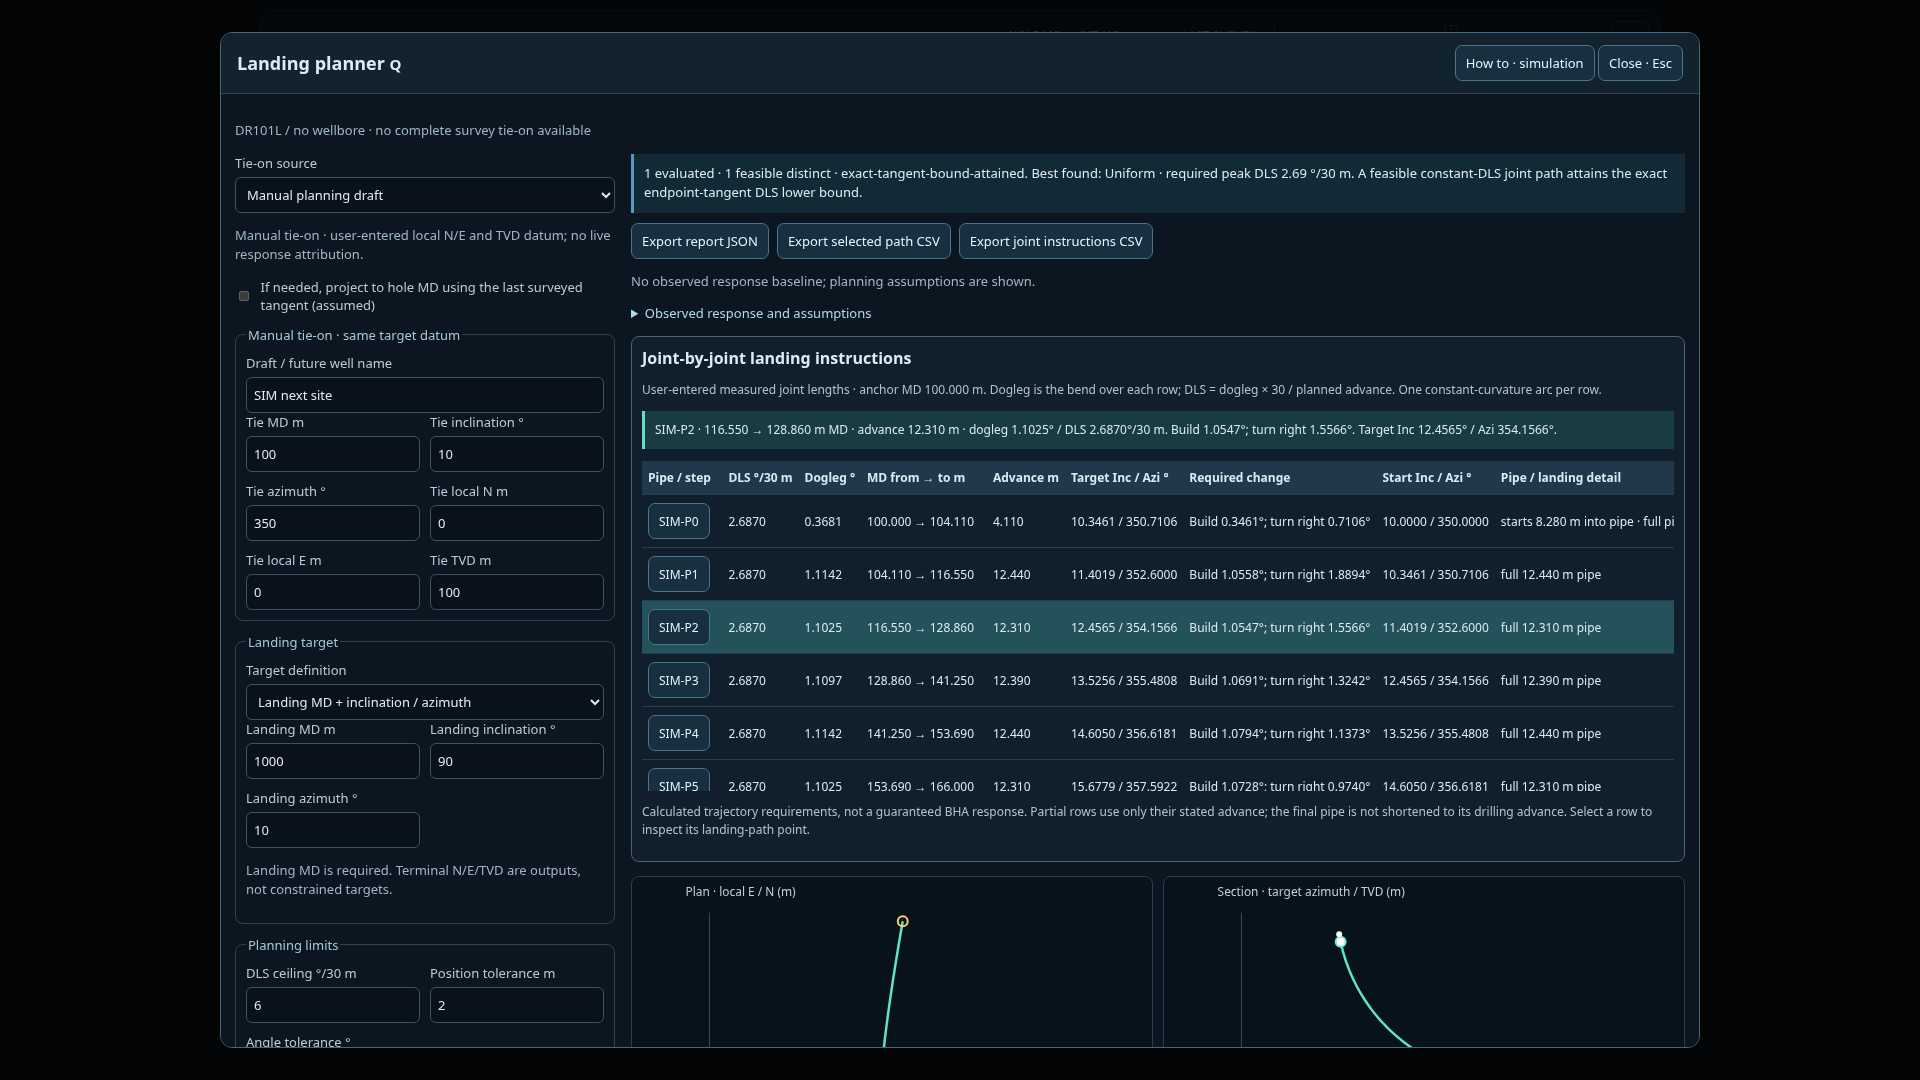 Landing planner Q
How to · simulation
Close · Esc
DR101L / no wellbore · no complete survey tie-on available
Tie-on source
Manual planning draft
Manual tie-on · user-entered local N/E and TVD datum; no live
response attribution.
If needed, project to hole MD using the last surveyed
tangent (assumed)
Manual tie-on · same target datum
Draft / future well name
SIM next site
Tie MD m
Tie inclination °
100
10
Tie azimuth °
Tie local N m
350
0
Tie local E m
Tie TVD m
0
100
Landing target
Target definition
Landing MD + inclination / azimuth
Landing MD m
Landing inclination °
1000
90
Landing azimuth °
10
Landing MD is required. Terminal N/E/TVD are outputs,
not constrained targets.
Planning limits
DLS ceiling °/30 m
Position tolerance m
6
2
Angle tolerance °
1 evaluated · 1 feasible distinct · exact-tangent-bound-attained. Best found: Uniform · required peak DLS 2.69 °/30 m. A feasible constant-DLS joint path attains the exact
endpoint-tangent DLS lower bound.
Export report JSON
Export selected path CSV
Export joint instructions CSV
No observed response baseline; planning assumptions are shown.
▶ Observed response and assumptions
Joint-by-joint landing instructions
User-entered measured joint lengths · anchor MD 100.000 m. Dogleg is the bend over each row; DLS = dogleg × 30 / planned advance. One constant-curvature arc per row.
SIM-P2 · 116.550 → 128.860 m MD · advance 12.310 m · dogleg 1.1025° / DLS 2.6870°/30 m. Build 1.0547°; turn right 1.5566°. Target Inc 12.4565° / Azi 354.1566°.
Pipe / step DLS °/30 m Dogleg ° MD from → to m Advance m Target Inc / Azi ° Required change Start Inc / Azi ° Pipe / landing detail
SIM-P0 2.6870 0.3681 100.000 → 104.110 4.110 10.3461 / 350.7106 Build 0.3461°; turn right 0.7106° 10.0000 / 350.0000 starts 8.280 m into pipe · full pi
SIM-P1 2.6870 1.1142 104.110 → 116.550 12.440 11.4019 / 352.6000 Build 1.0558°; turn right 1.8894° 10.3461 / 350.7106 full 12.440 m pipe
SIM-P2 2.6870 1.1025 116.550 → 128.860 12.310 12.4565 / 354.1566 Build 1.0547°; turn right 1.5566° 11.4019 / 352.6000 full 12.310 m pipe
SIM-P3 2.6870 1.1097 128.860 → 141.250 12.390 13.5256 / 355.4808 Build 1.0691°; turn right 1.3242° 12.4565 / 354.1566 full 12.390 m pipe
SIM-P4 2.6870 1.1142 141.250 → 153.690 12.440 14.6050 / 356.6181 Build 1.0794°; turn right 1.1373° 13.5256 / 355.4808 full 12.440 m pipe
SIM-P5 2.6870 1.1025 153.690 → 166.000 12.310 15.6779 / 357.5922 Build 1.0728°; turn right 0.9740° 14.6050 / 356.6181 full 12.310 m pipe
Calculated trajectory requirements, not a guaranteed BHA response. Partial rows use only their stated advance; the final pipe is not shortened to its drilling advance. Select a row to
inspect its landing-path point.
Plan · local E / N (m)
Section · target azimuth / TVD (m)